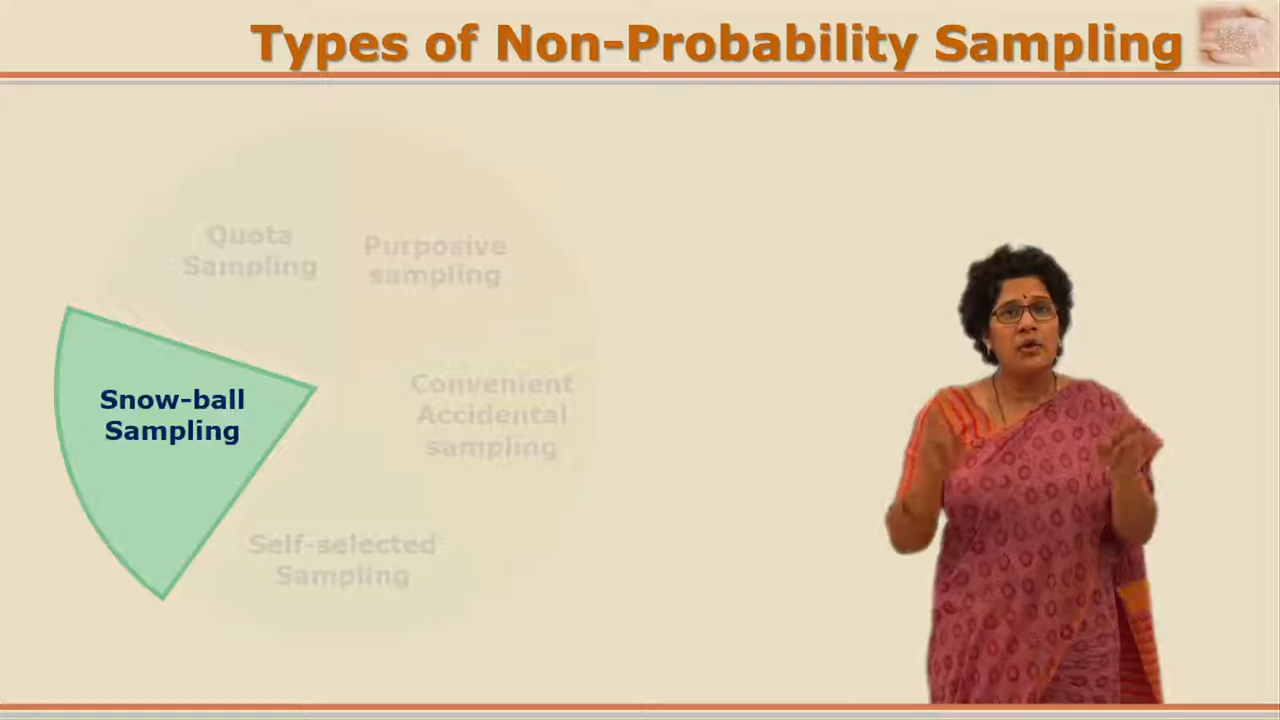 Types of Non-Probability Sampling
Quota
Sampling
Purposive
sampling
Snow-ball
Sampling
Convenient
Accidental
sampling
Self-selected
Sampling